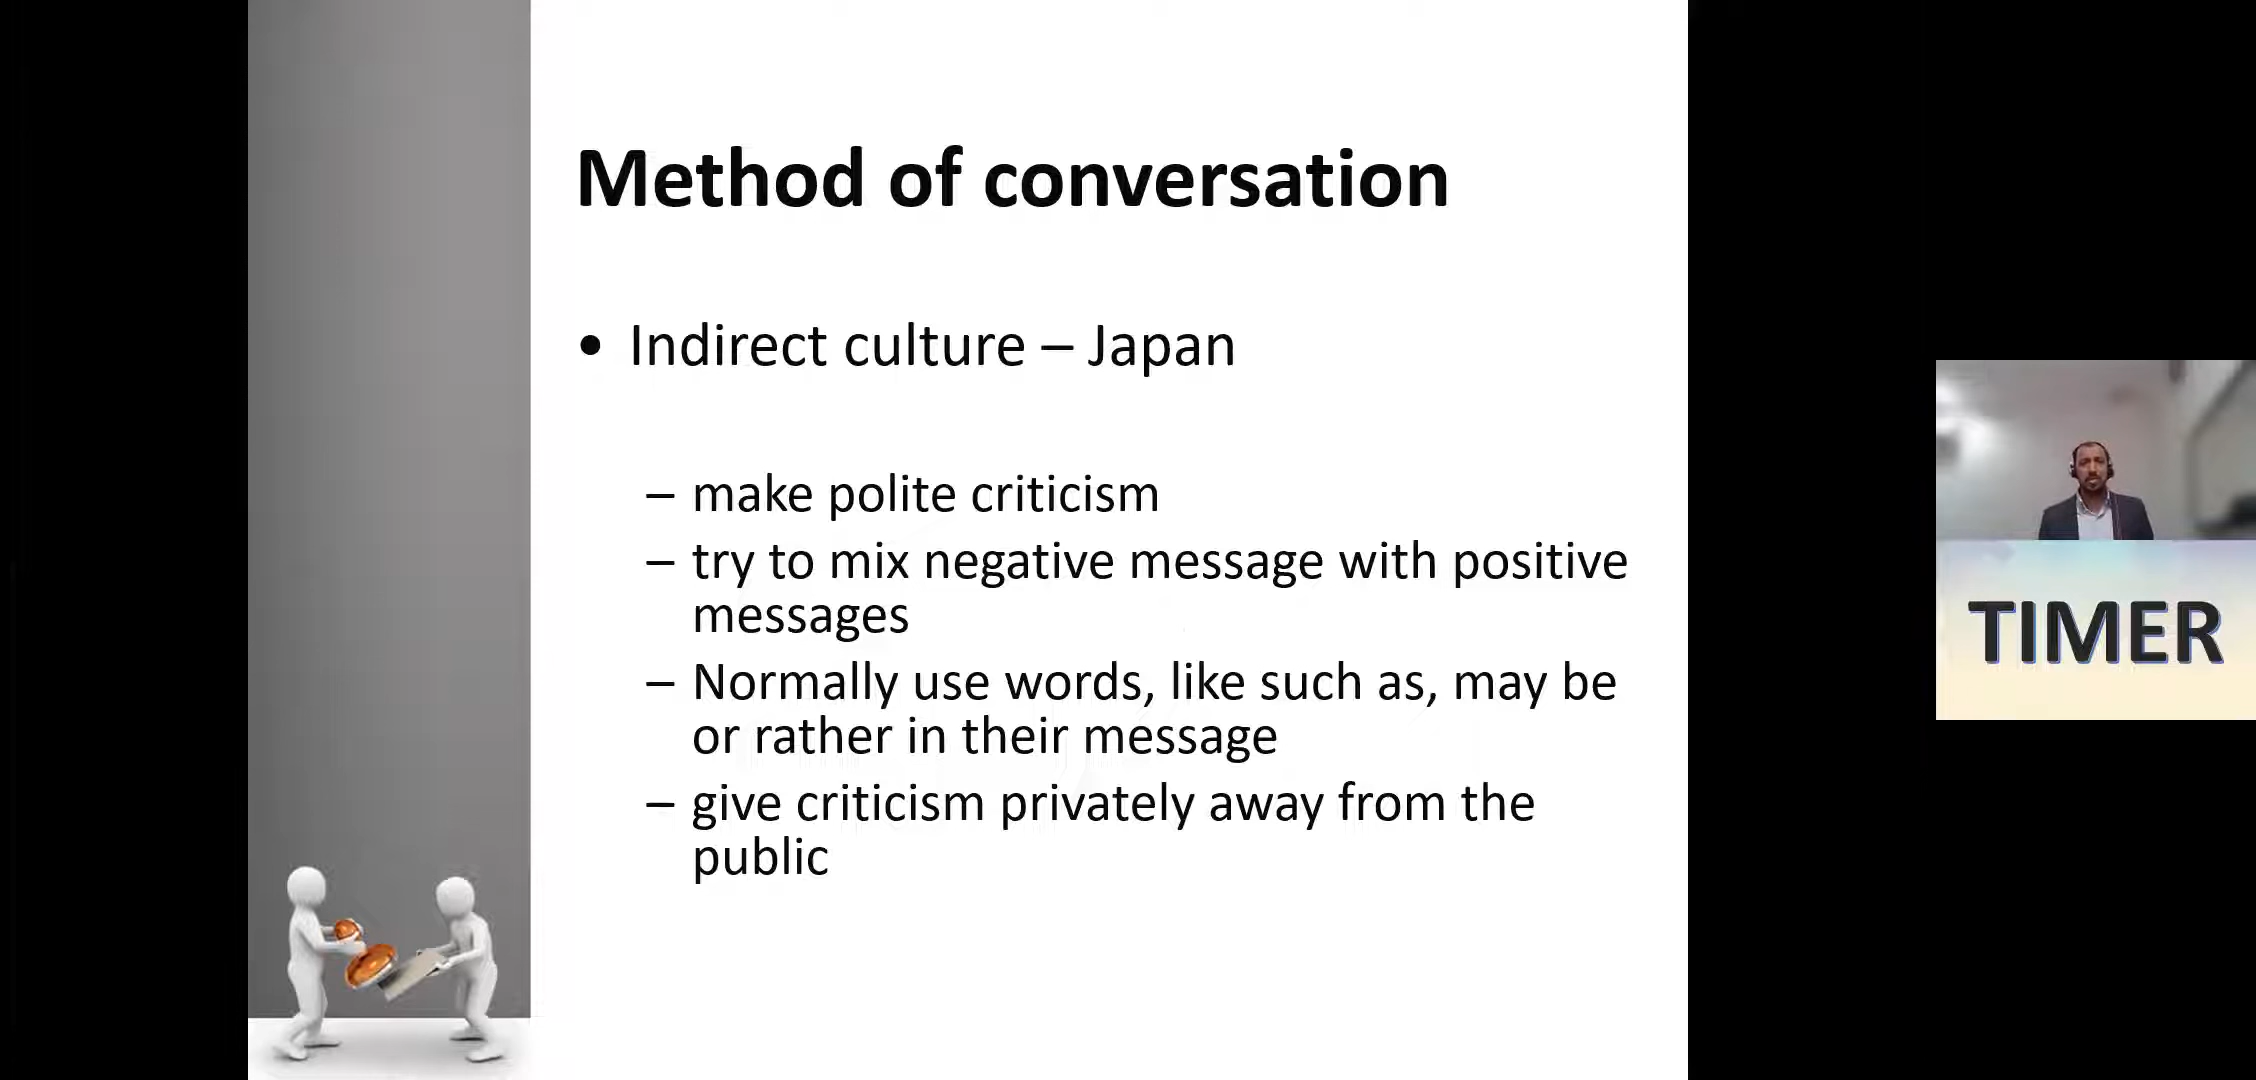 Method of conversation
• Indirect culture – Japan
– make polite criticism
– try to mix negative message with positive
messages
– Normally use words, like such as, may be
or rather in their message
– give criticism privately away from the
public
TIMER